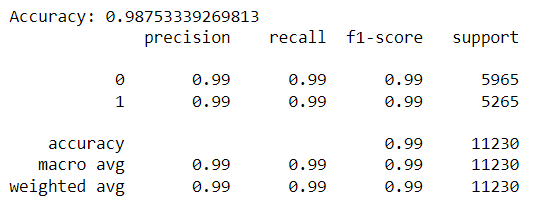 Accuracy: 0.98753339269813
precision recall f1-score support
0 0.99 0.99 0.99 5965
1 0.99 0.99 0.99 5265
accuracy 0.99 11230
macro avg 0.99 0.99 0.99 11230
weighted avg 0.99 0.99 0.99 11230